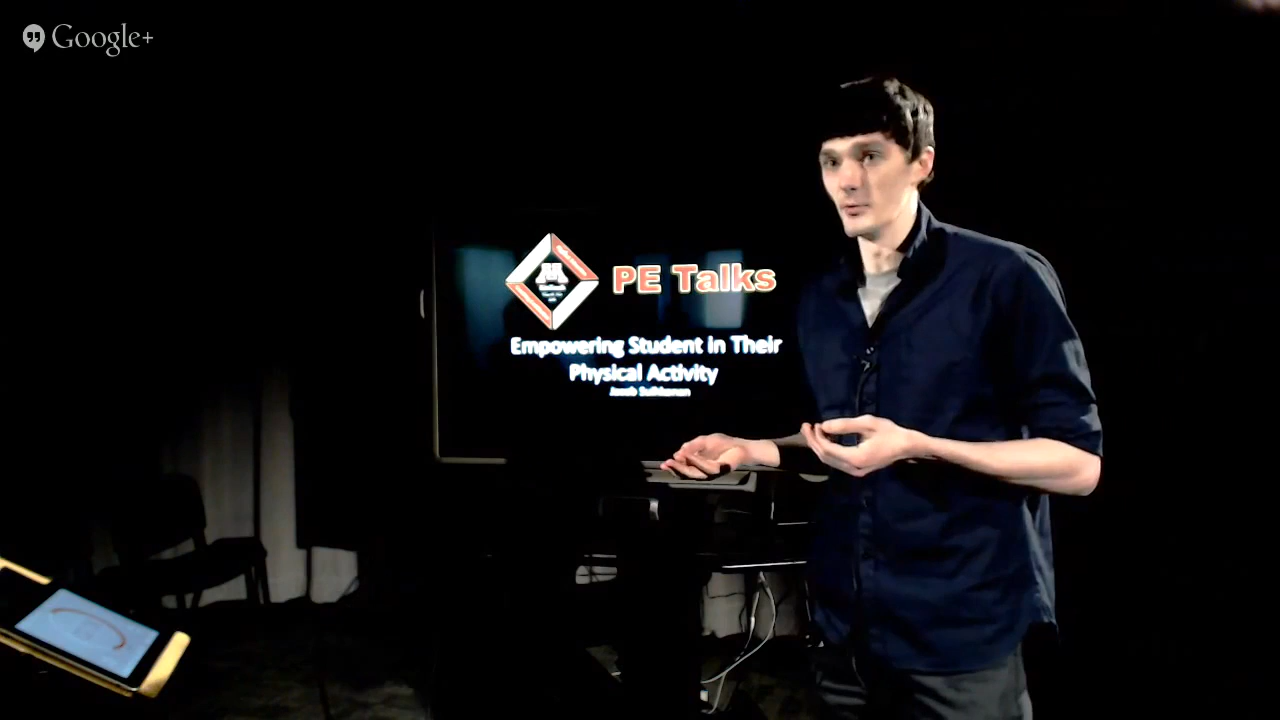 Google+
PE Talks
Empowering Student in Their
Physical Activity